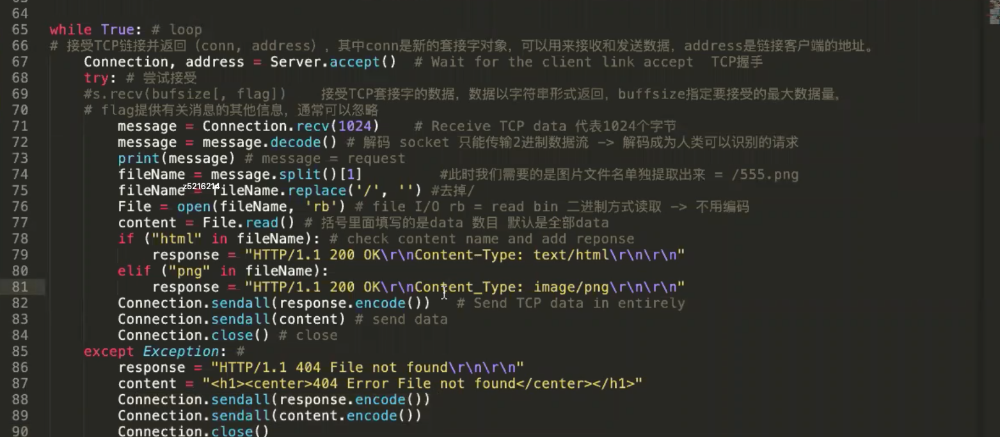 64
65 while True: # loop
66 # 接受TCP链接并返回（conn, address）, 其中conn是新的套接字对象, 可以用来接收和发送数据, address是链接客户端的地址。
67 Connection, address = Server.accept() # Wait for the client link accept TCP握手
68 try: # 尝试接受
69 #s.recv(bufsize[, flag]) 接受TCP套接字的数据, 数据以字符串形式返回, buffsize指定要接受的最大数据量,
70 # flag提供有关消息的其他信息, 通常可以忽略
71 message = Connection.recv(1024) # Receive TCP data 代表1024个字节
72 message = message.decode() # 解码 socket 只能传输2进制数据流 -> 解码成为人类可以识别的请求
73 print(message) # message = request
74 fileName = message.split()[1] #此时我们需要的是图片文件名单独提取出来 = /555.png
z5216214
75 fileName = fileName.replace('/', '') #去掉/
76 File = open(fileName, 'rb') # file I/O rb = read bin 二进制方式读取 -> 不用编码
77 content = File.read() # 括号里面填写的是data 数目 默认是全部data
78 if ("html" in fileName): # check content name and add reponse
79 response = "HTTP/1.1 200 OK\r\nContent-Type: text/html\r\n\r\n"
80 elif ("png" in fileName):
81 response = "HTTP/1.1 200 OK\r\nContent_Type: image/png\r\n\r\n"
82 Connection.sendall(response.encode()) # Send TCP data in entirely
83 Connection.sendall(content) # send data
84 Connection.close() # close
85 except Exception: #
86 response = "HTTP/1.1 404 File not found\r\n\r\n"
87 content = "<h1><center>404 Error File not found</center></h1>"
88 Connection.sendall(response.encode())
89 Connection.sendall(content.encode())
90 Connection.close()